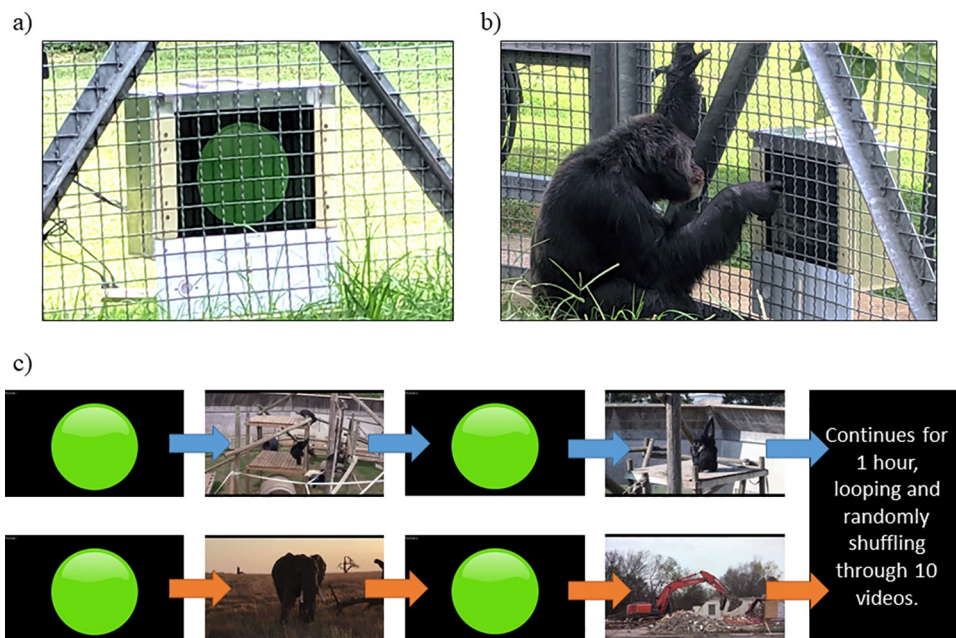 a)
b)
c)
Continues for
1 hour,
looping and
randomly
shuffling
through 10
videos.